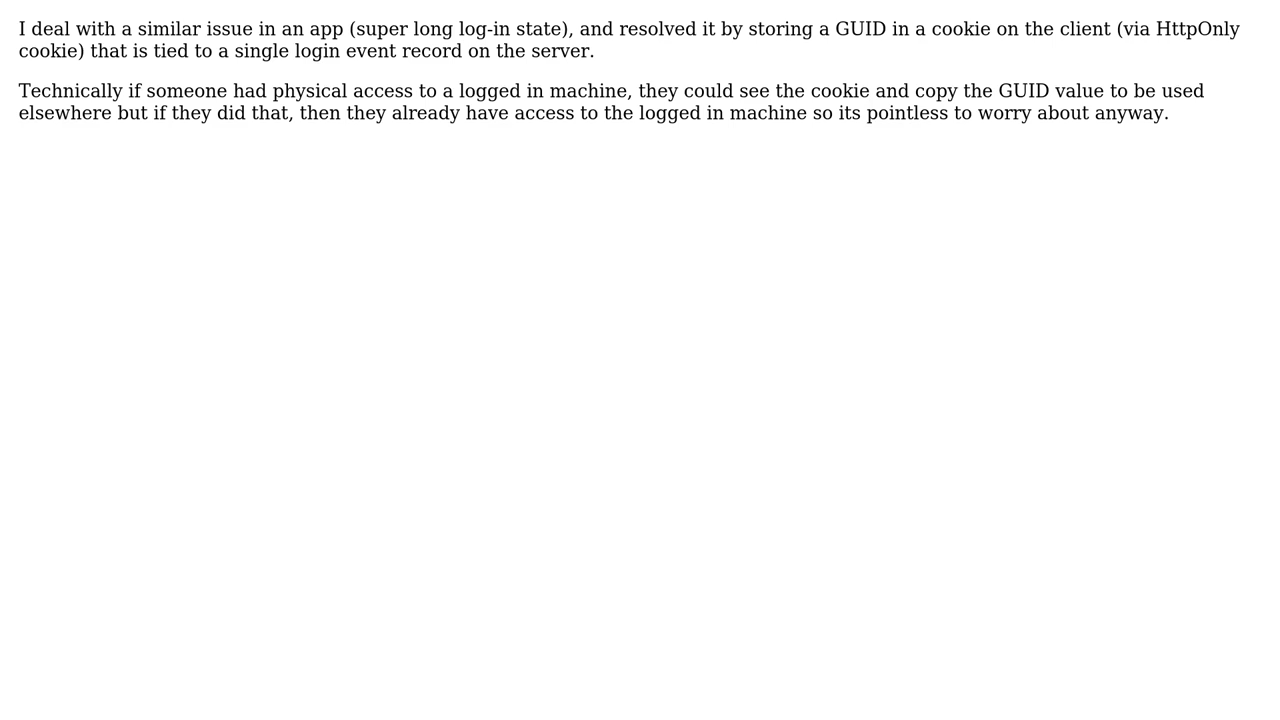 I deal with a similar issue in an app (super long log-in state), and resolved it by storing a GUID in a cookie on the client (via HttpOnly
cookie) that is tied to a single login event record on the server.
Technically if someone had physical access to a logged in machine, they could see the cookie and copy the GUID value to be used
elsewhere but if they did that, then they already have access to the logged in machine so its pointless to worry about anyway.